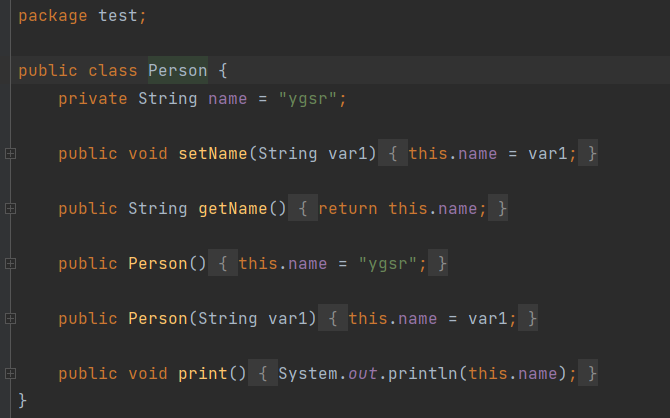 package test;
public class Person {
private String name = "ygsr";
public void setName(String var1) { this.name = var1; }
public String getName() { return this.name; }
public Person() { this.name = "ygsr"; }
public Person(String var1) { this.name = var1; }
public void print() { System.out.println(this.name); }
}